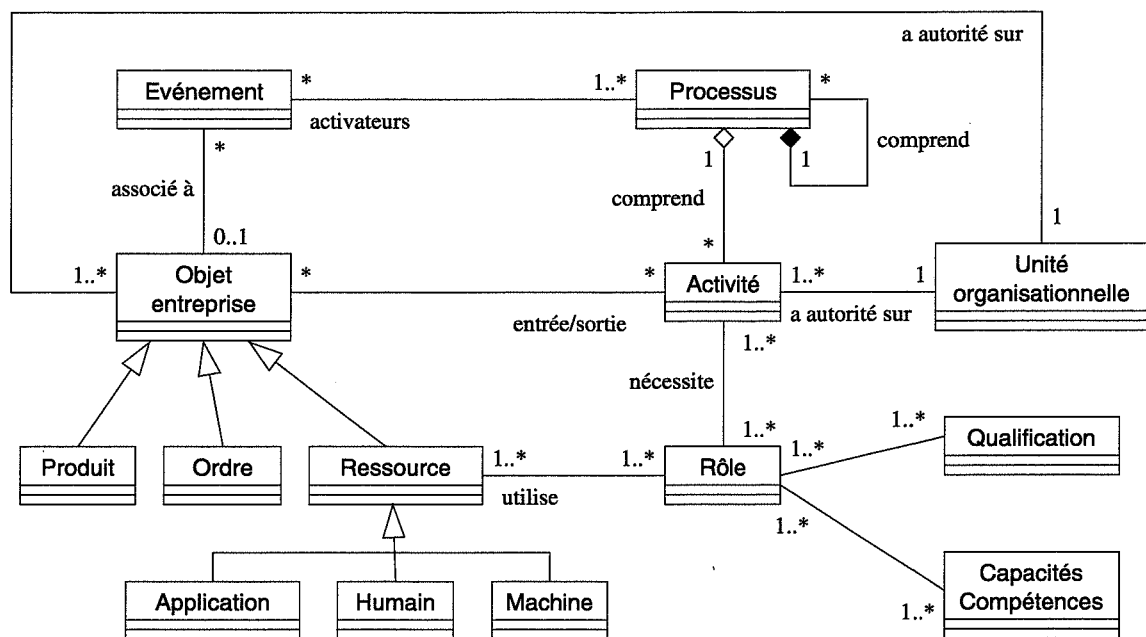 a autorité sur
Evénement
*
1..*
Processus
*
activateurs
comprend
*
1
1
associé à
comprend
1
0..1
*
1..*
Objet
entreprise
*
*
Activité
1..*
1
Unité
organisationnelle
entrée/sortie
a autorité sur
1..*
nécessite
1..*
1..*
1..*
Qualification
Produit
Ordre
Ressource
1..*
1..*
Rôle
utilise
1..*
Application
Humain
Machine
1..*
Capacités
Compétences